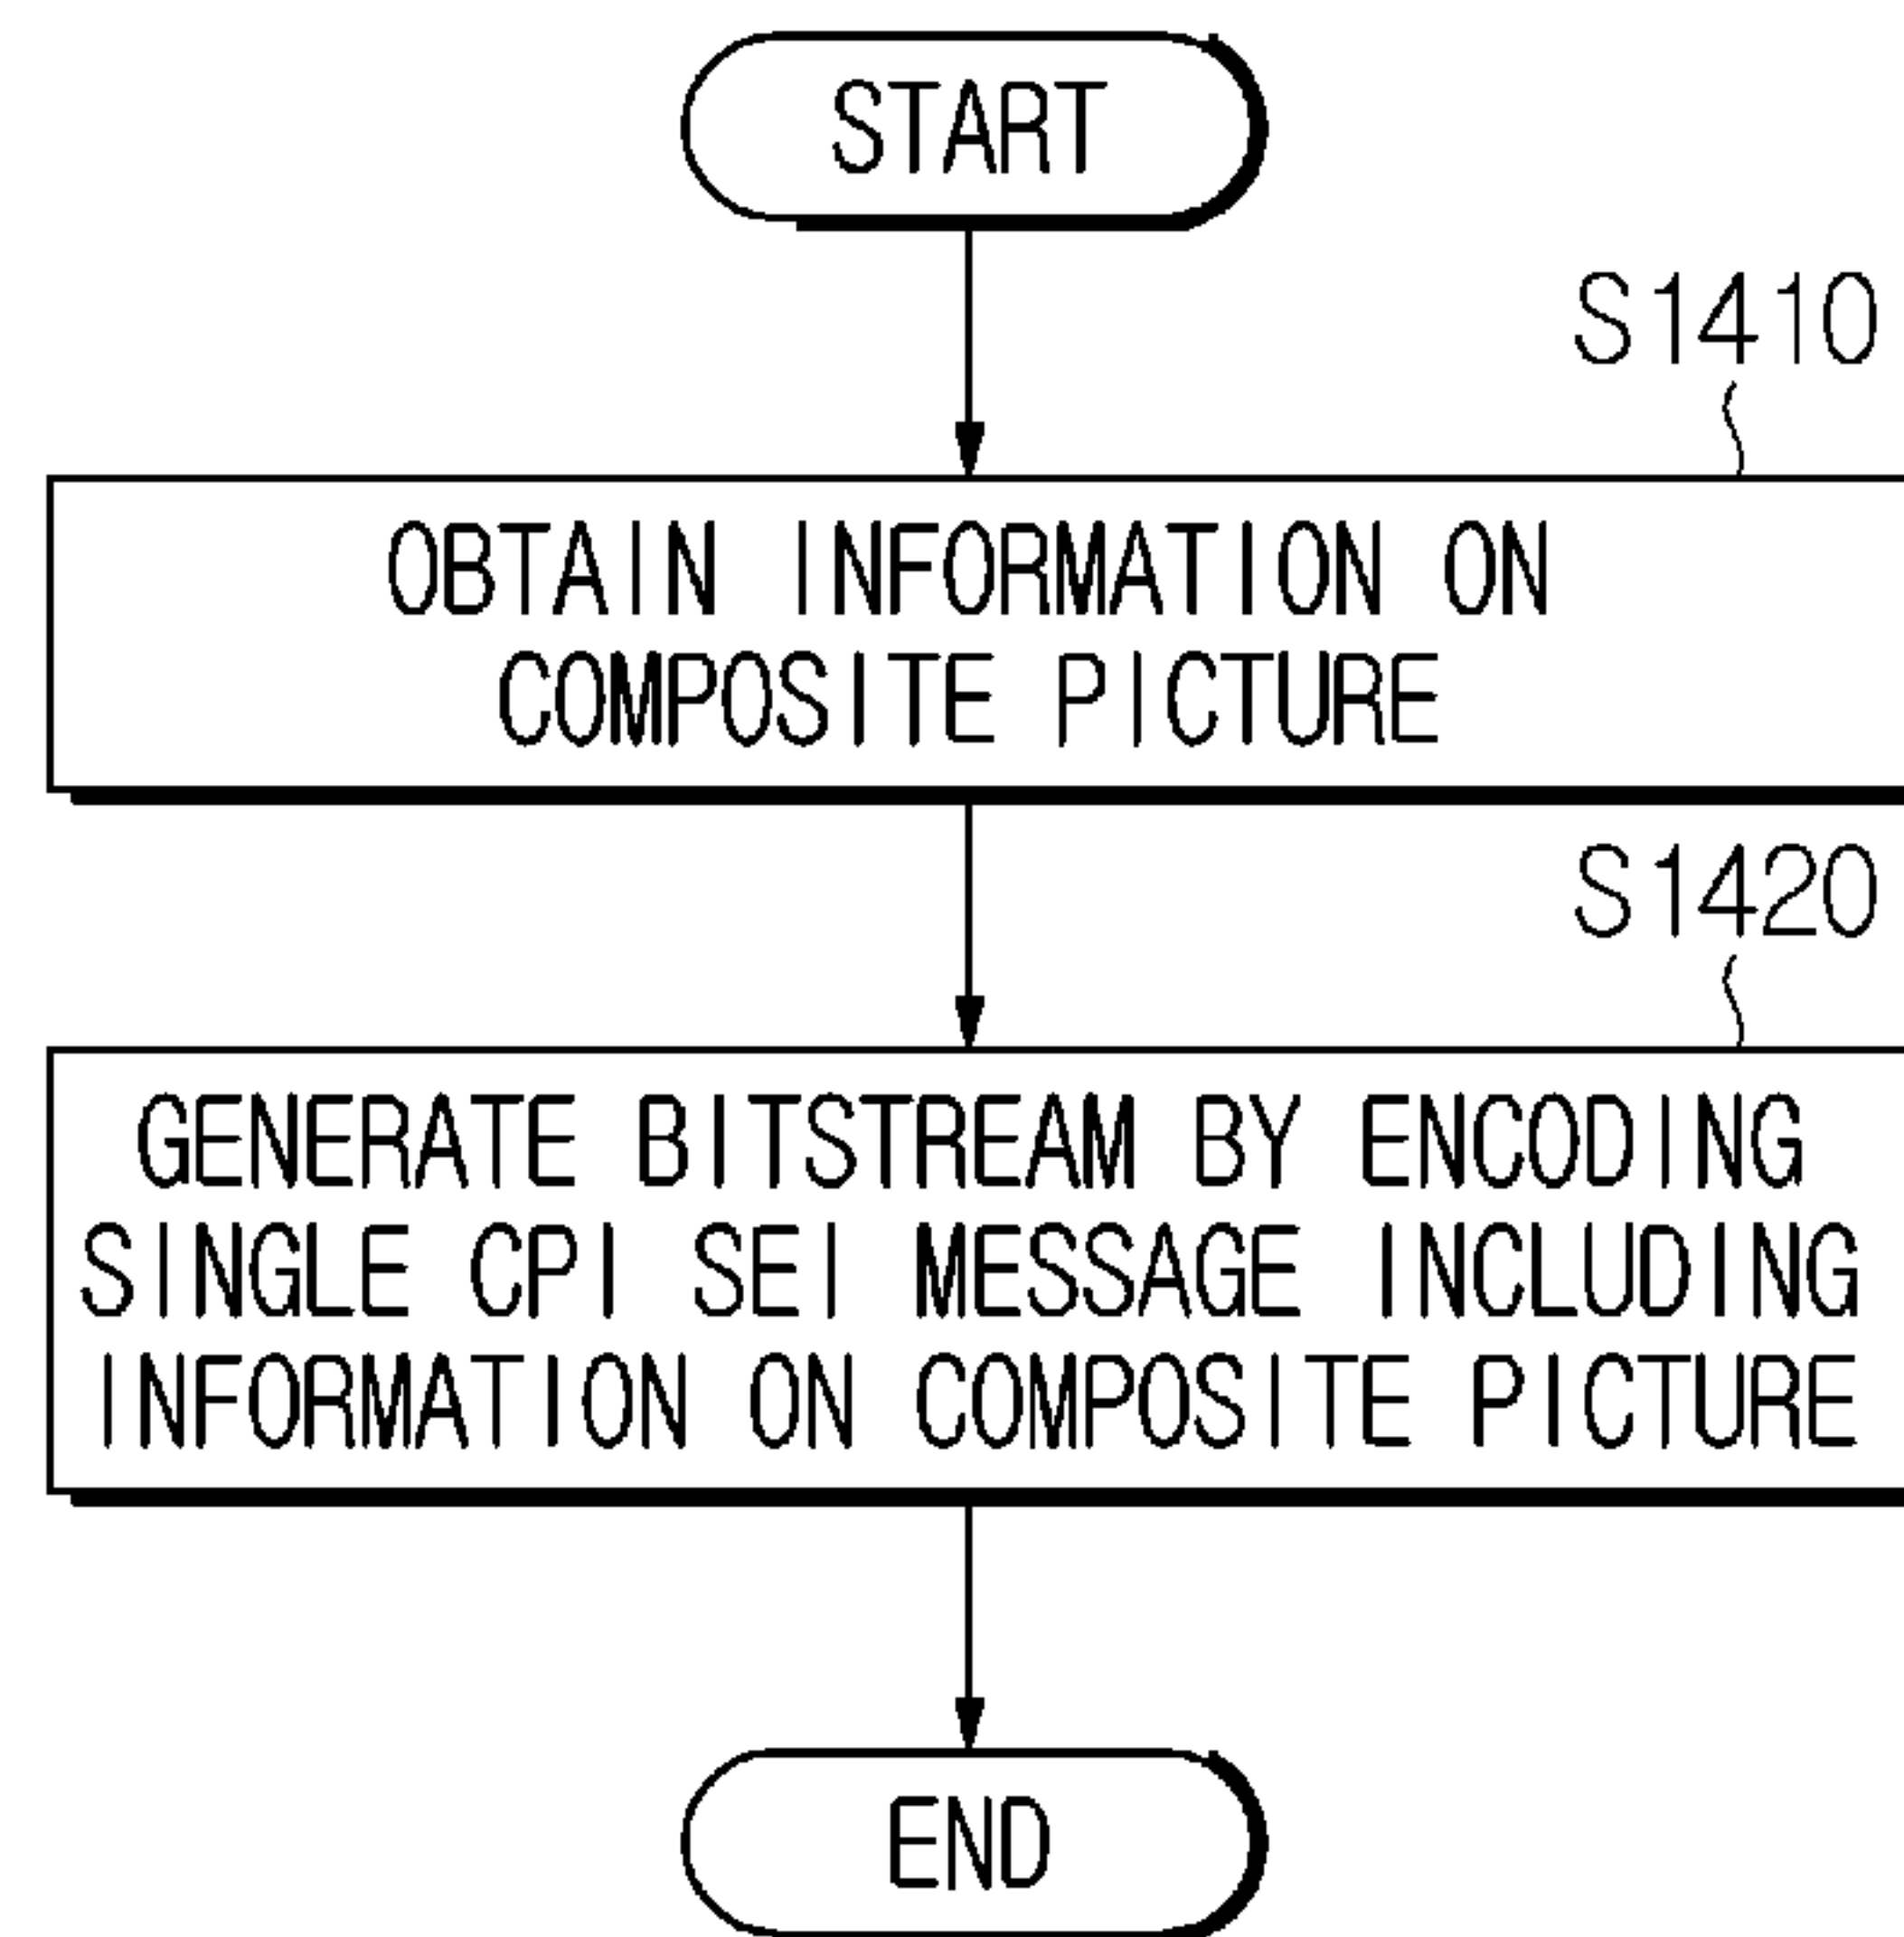 START
S1410
OBTAIN INFORMATION ON
COMPOSITE PICTURE
S1420
GENERATE BITSTREAM BY ENCODING
SINGLE CPI SEI MESSAGE INCLUDING
INFORMATION ON COMPOSITE PICTURE
END